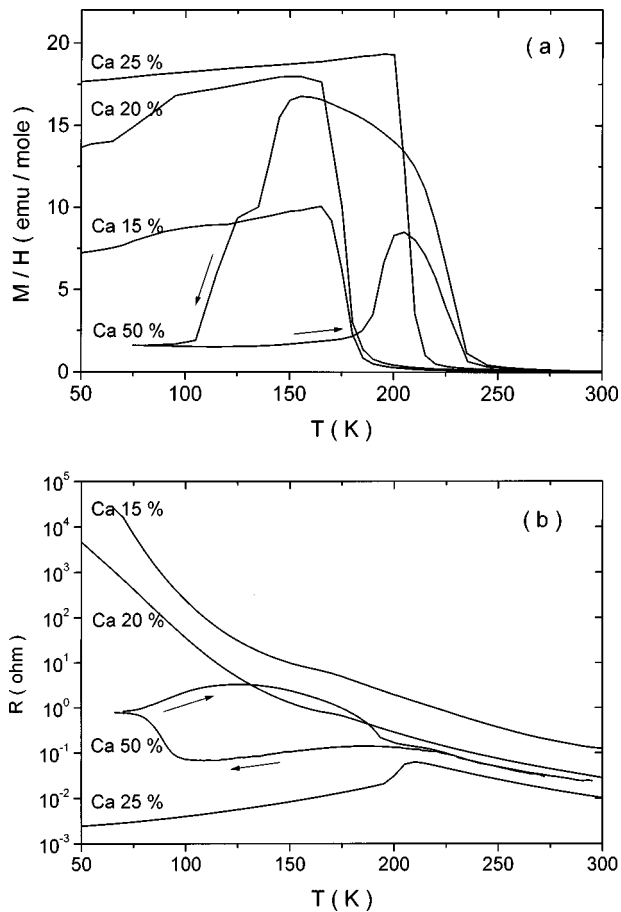 ( a )
20
15
10
5
0
M / H ( emu / mole )
Ca 25 %
Ca 20 %
Ca 15 %
Ca 50 %
50 100 150 200 250 300
T ( K )
( b )
10^5
10^4
10^3
10^2
10^1
10^0
10^-1
10^-2
10^-3
R ( ohm )
Ca 15 %
Ca 20 %
Ca 50 %
Ca 25 %
50 100 150 200 250 300
T ( K )